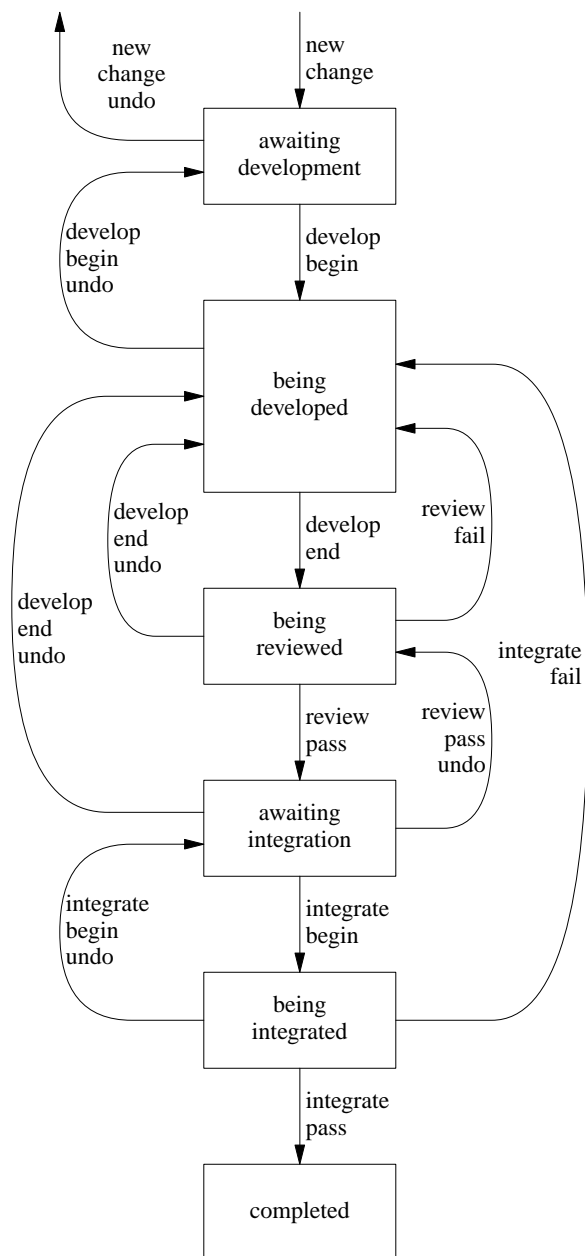 new
change
undo
new
change
awaiting
development
develop
begin
undo
develop
begin
being
developed
develop
end
undo
develop
end
review
fail
develop
end
undo
being
reviewed
integrate
fail
review
pass
review
pass
undo
awaiting
integration
integrate
begin
undo
integrate
begin
being
integrated
integrate
pass
completed